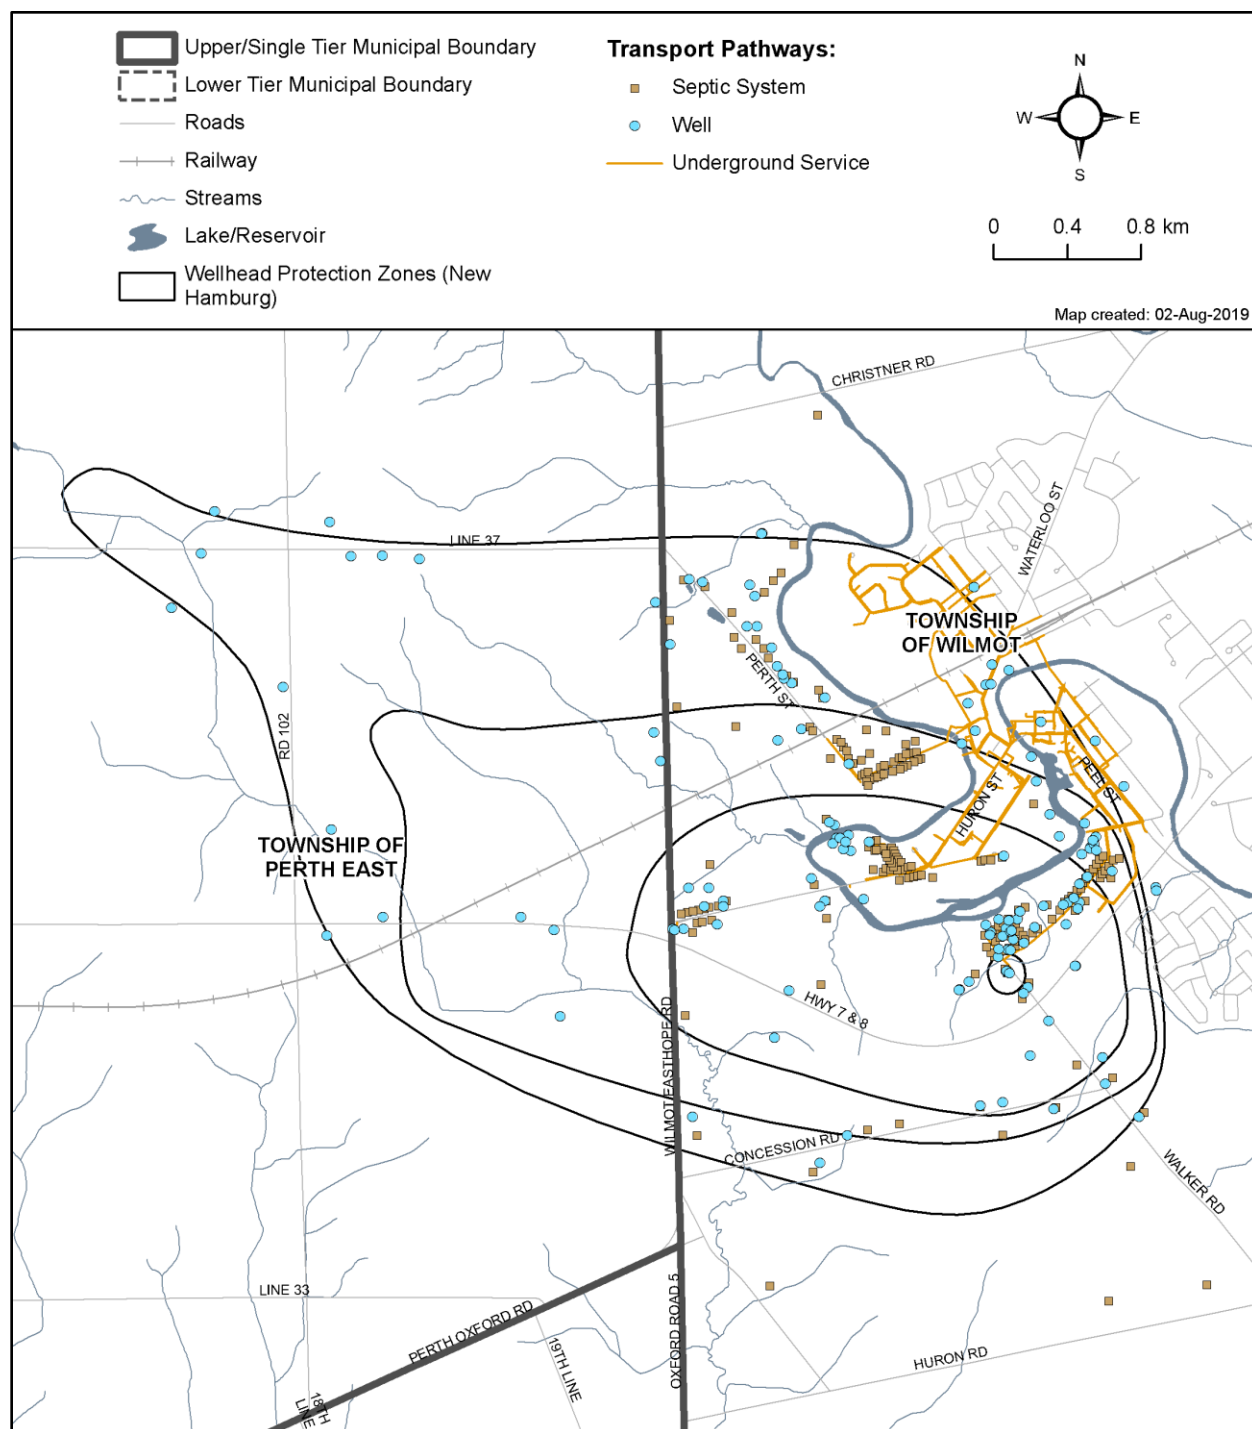 Upper/Single Tier Municipal Boundary
Lower Tier Municipal Boundary
Roads
Railway
Streams
Lake/Reservoir
Wellhead Protection Zones (New
Hamburg)
Transport Pathways:
Septic System
Well
Underground Service
N
W
E
S
0
0.4
0.8 km
Map created: 02-Aug-2019
CHRISTNER RD
WATERLOO ST
LINE 37
TOWNSHIP
OF WILMOT
PERTH ST
RD 102
PEEL ST
HURON ST
TOWNSHIP OF
PERTH EAST
HWY 7 & 8
WILMOT/EASTHOPE RD
CONCESSION RD
WALKER RD
LINE 33
PERTH OXFORD RD
OXFORD ROAD 5
19TH LINE
18TH
LINE
HURON RD